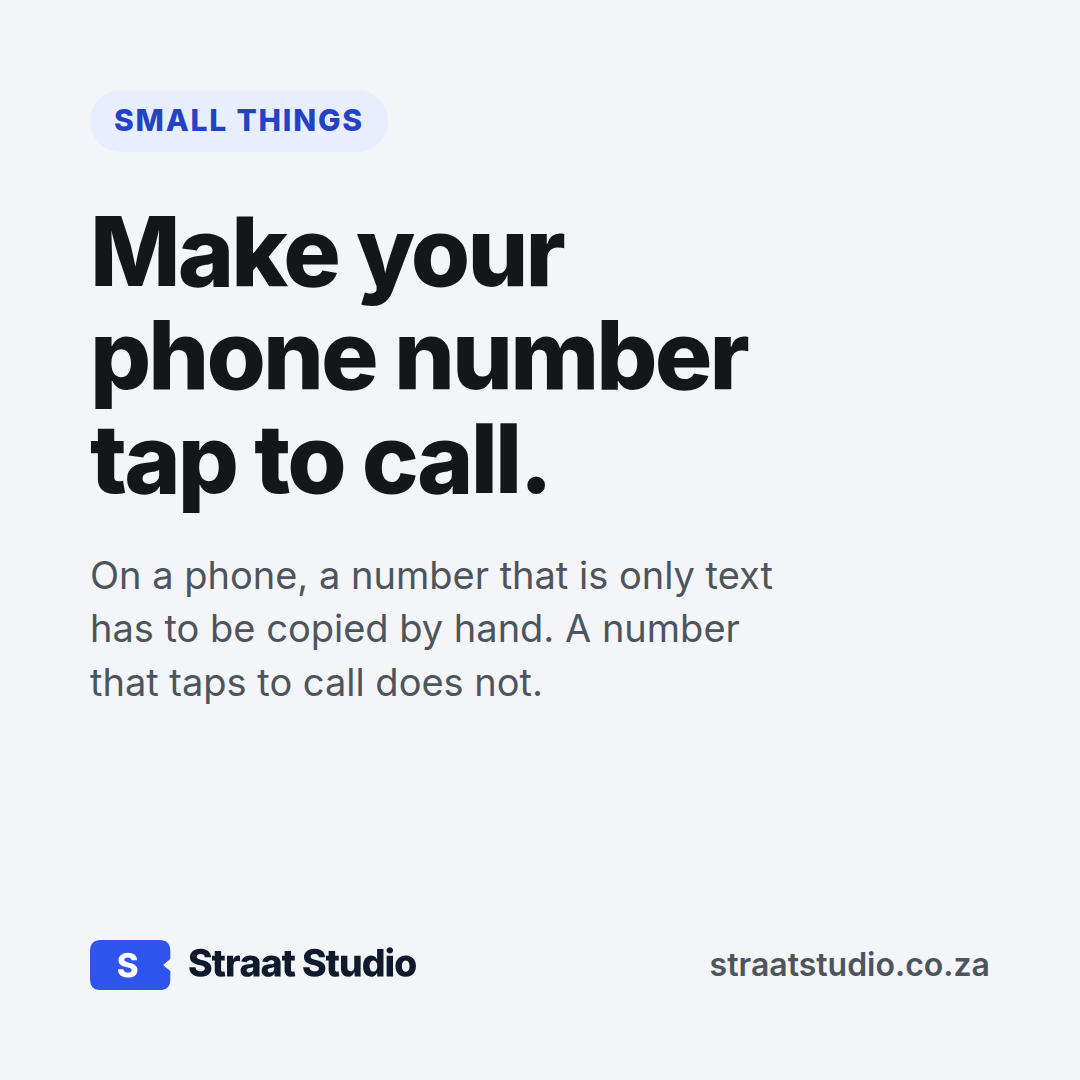 SMALL THINGS
Make your
phone number
tap to call.
On a phone, a number that is only text
has to be copied by hand. A number
that taps to call does not.
S Straat Studio
straatstudio.co.za